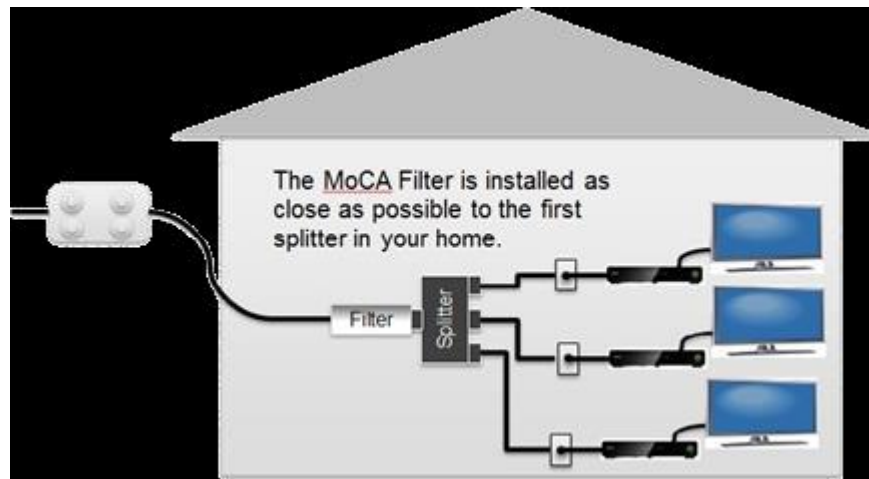 The MoCA Filter is installed as
close as possible to the first
splitter in your home.
Filter
Splitter